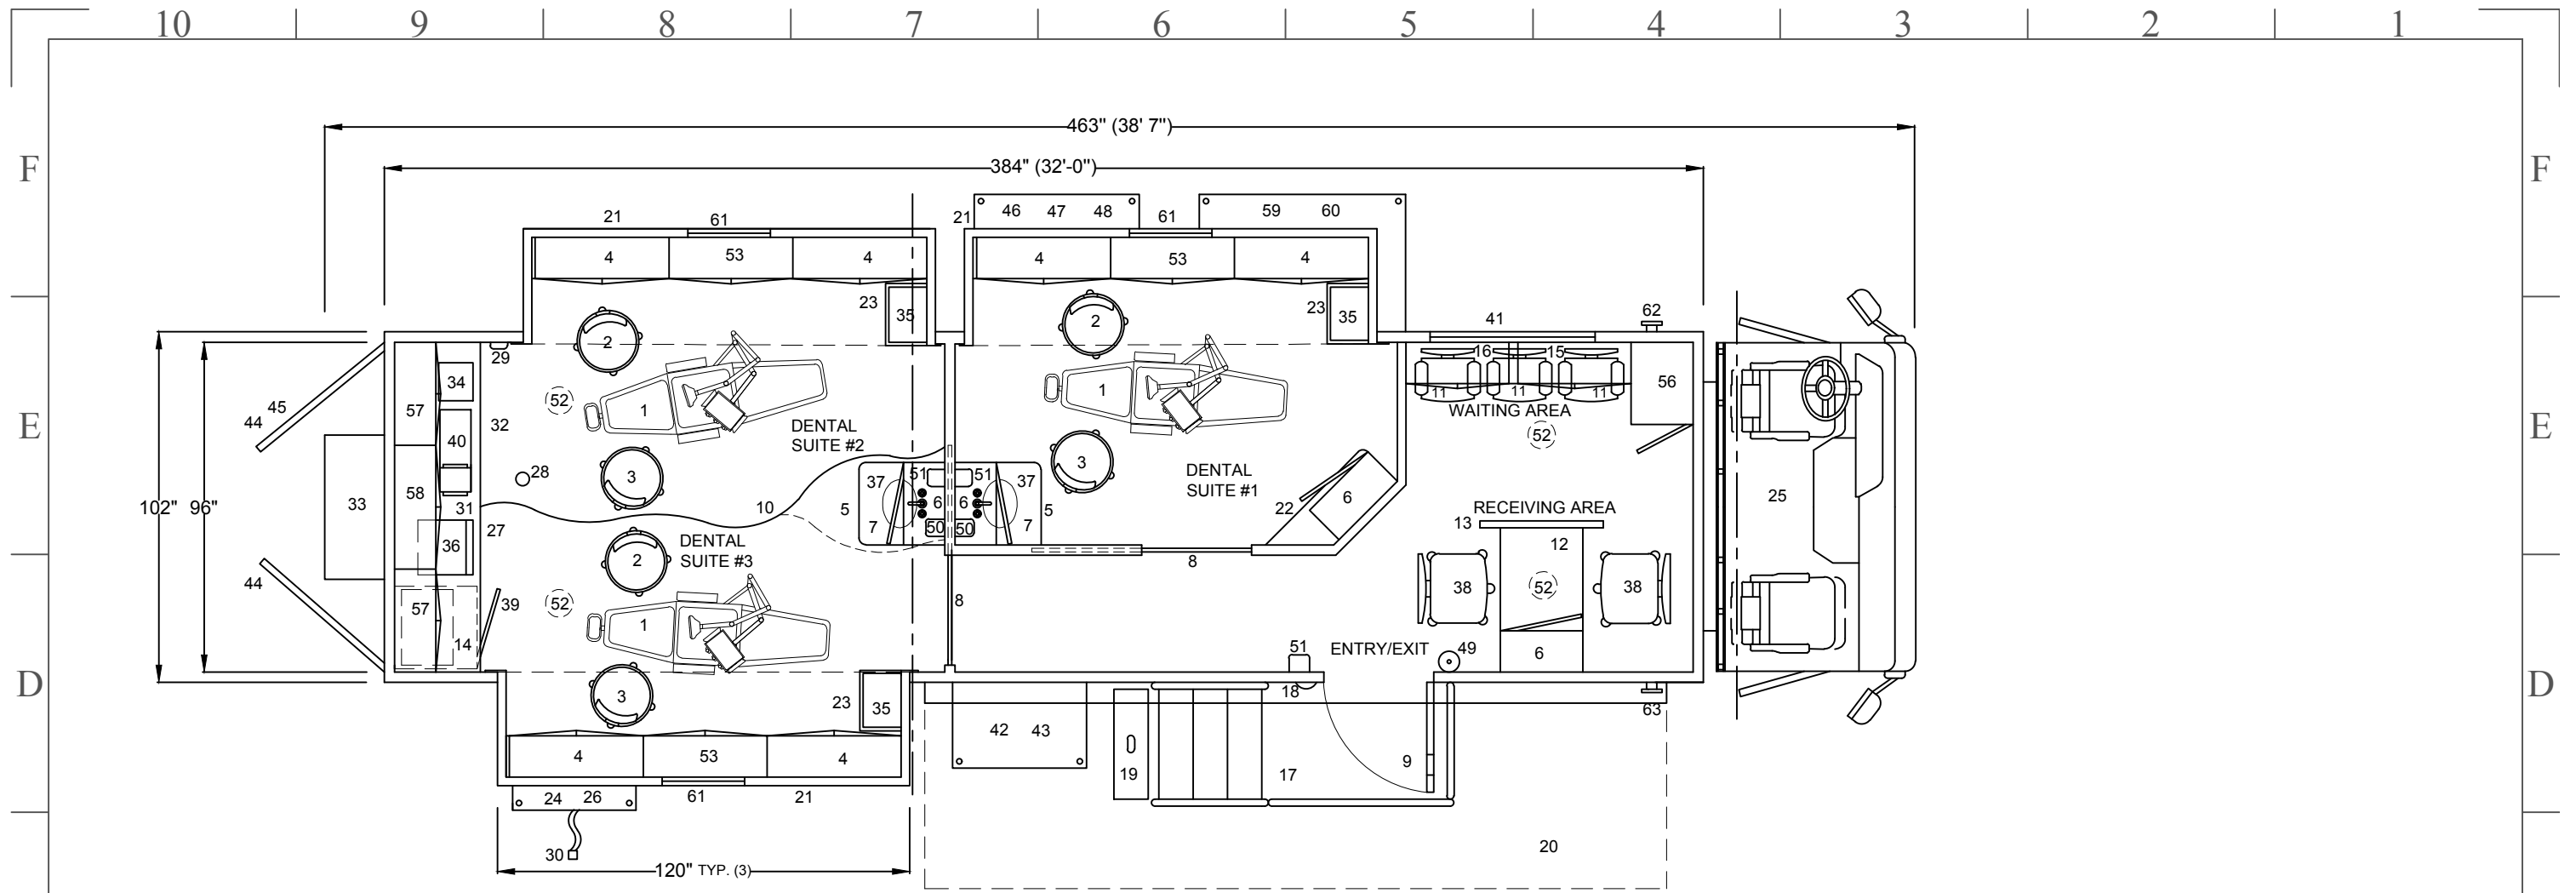 10 9 8 7 6 5 4 3 2 1
463" (38' 7")
F F
384" (32'-0")
21 61 21 46 47 48 61 59 60
4 53 4 4 53 4
23 35 23 35
2 2 41 62
29 16 15
34 56
57 1 1 11 11 11
45 52 WAITING AREA
44 32 DENTAL
SUITE #2
E 40 52 E
28 3 3 DENTAL
SUITE #1
37 51 51 37
33 58 6 6 6 25
102" 96" 31 10 5 7 50 50 7 5 22 RECEIVING AREA
27 13
36 2 DENTAL
SUITE #3
12
8
44 38 52 38
57 39 52 8
14 1
51 ENTRY/EXIT 49 6
D D
3 23 35 18 63
42 43
4 53 4 19 17 9
24 26 61 21
30 20
120" TYP. (3)